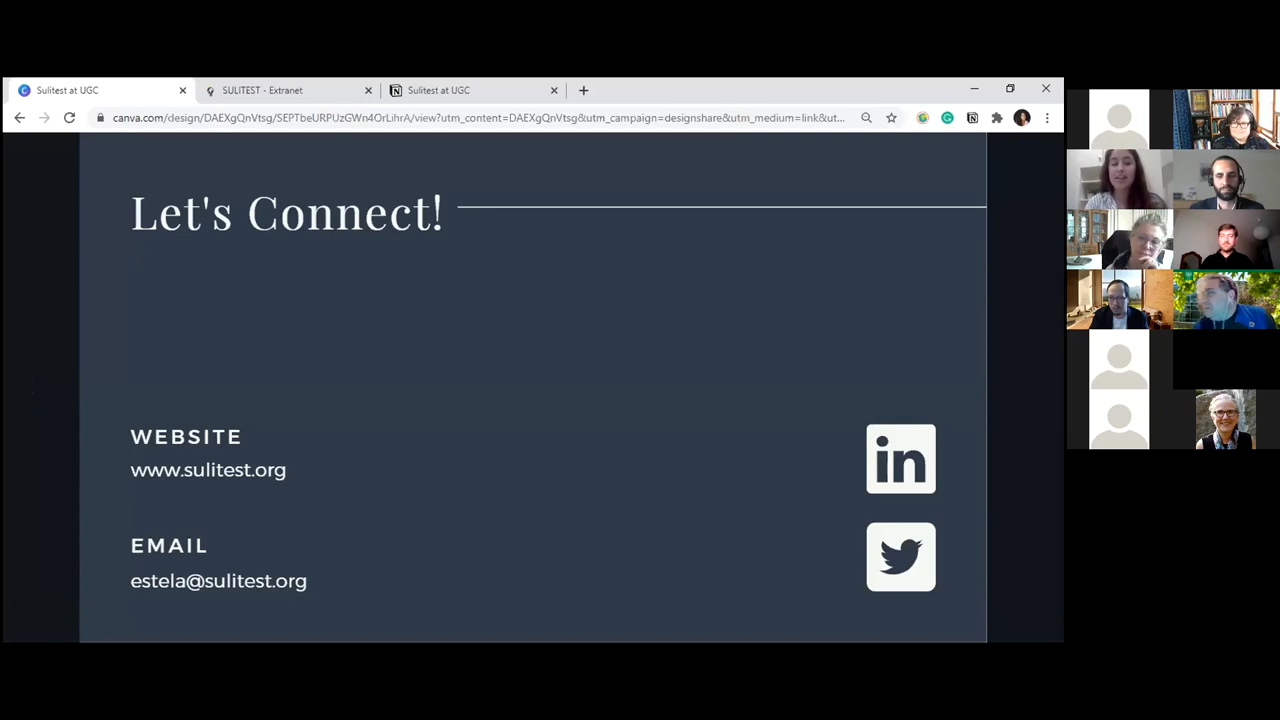 Sulitest at UGC
SULITEST - Extranet
Sulitest at UGC
canva.com/design/DAEXgQnVtsg/SEPTbeURPUzGWn4OrLihrA/view?utm_content=DAEXgQnVtsg&utm_campaign=designshare&utm_medium=link&ut...
Let's Connect!
WEBSITE
www.sulitest.org
in
EMAIL
estela@sulitest.org